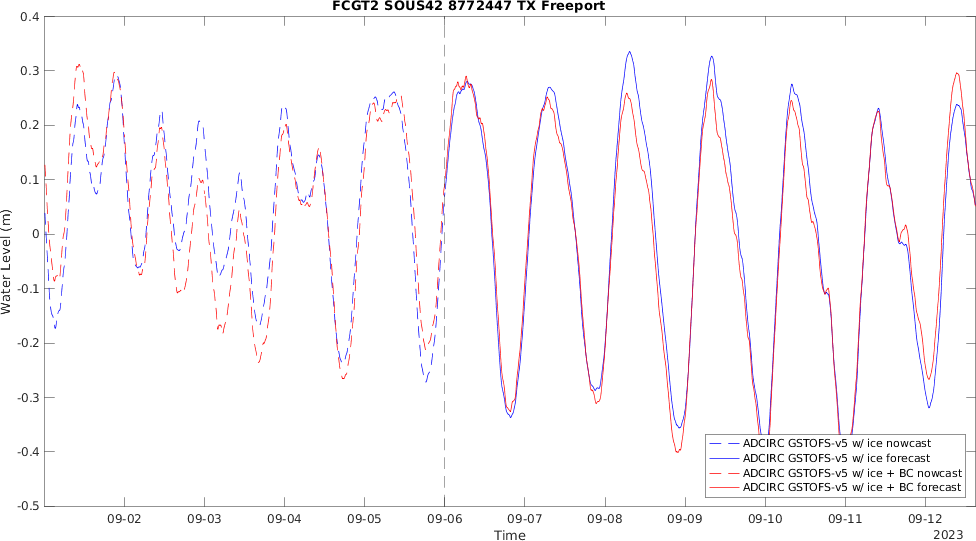 FCGT2 SOUS42 8772447 TX Freeport
0.4
0.3
0.2
0.1
0
-0.1
-0.2
-0.3
-0.4
-0.5
Water Level (m)
ADCIRC GSTOFS-v5 w/ ice nowcast
ADCIRC GSTOFS-v5 w/ ice forecast
ADCIRC GSTOFS-v5 w/ ice + BC nowcast
ADCIRC GSTOFS-v5 w/ ice + BC forecast
09-02 09-03 09-04 09-05 09-06 09-07 09-08 09-09 09-10 09-11 09-12
Time
2023